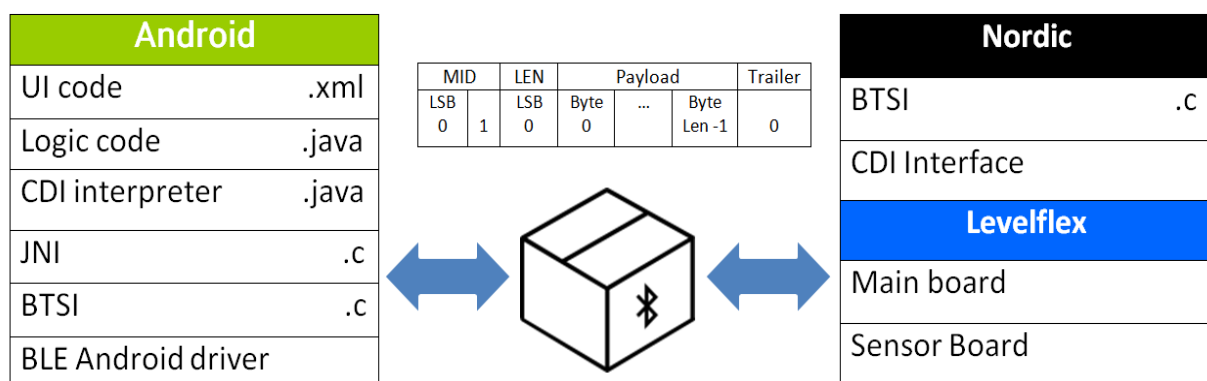 Android
UI code .xml
Logic code .java
CDI interpreter .java
JNI .c
BTSI .c
BLE Android driver
MID LEN Payload Trailer
LSB LSB Byte ... Byte
0 1 0 0 Len -1 0
Nordic
BTSI .c
CDI Interface
Levelflex
Main board
Sensor Board